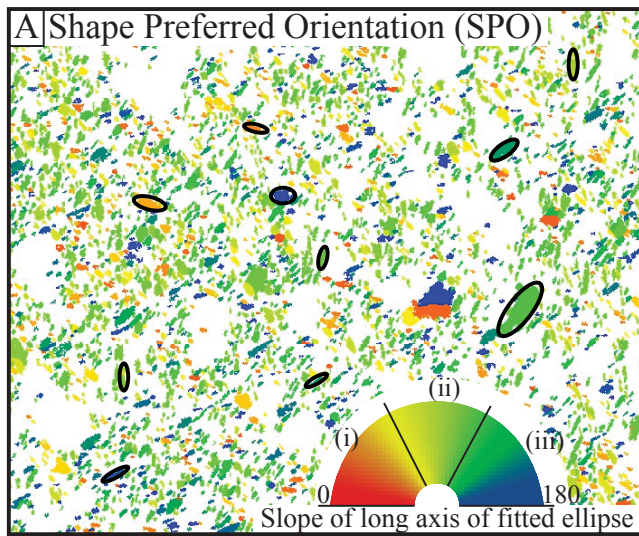 A Shape Preferred Orientation (SPO)
(ii)
(i)
(iii)
0
180
Slope of long axis of fitted ellipse